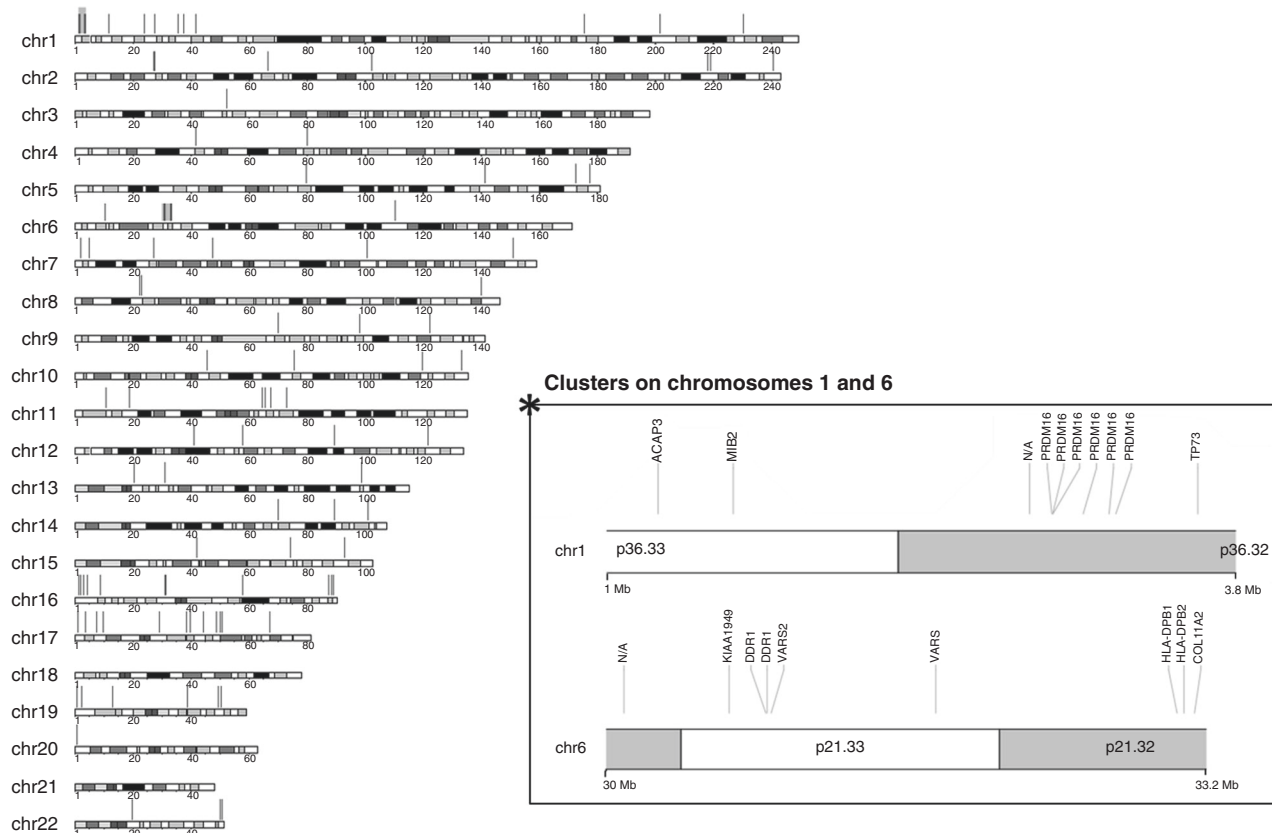 chr1
1 20 40 60 80 100 120 140 160 180 200 220 240
chr2
1 20 40 60 80 100 120 140 160 180 200 220 240
chr3
1 20 40 60 80 100 120 140 160 180
chr4
1 20 40 60 80 100 120 140 160 180
chr5
1 20 40 60 80 100 120 140 160 180
chr6
1 20 40 60 80 100 120 140 160
chr7
1 20 40 60 80 100 120 140
chr8
1 20 40 60 80 100 120 140
chr9
1 20 40 60 80 100 120 140
chr10
1 20 40 60 80 100 120
chr11
1 20 40 60 80 100 120
chr12
1 20 40 60 80 100 120
chr13
1 20 40 60 80 100
chr14
1 20 40 60 80 100
chr15
1 20 40 60 80 100
chr16
1 20 40 60 80
chr17
1 20 40 60 80
chr18
1 20 40 60
chr19
1 20 40
chr20
1 20 40 60
chr21
1 20 40
chr22
1 20 40
* Clusters on chromosomes 1 and 6
ACAP3 MIB2 N/A PRDM16 PRDM16 PRDM16 PRDM16 PRDM16 PRDM16 TP73
chr1 p36.33 p36.32
1 Mb 3.8 Mb
N/A KIAA1949 DDR1 DDR1 VARS2 VARS HLA-DPB1 HLA-DPB2 COL11A2
chr6 p21.33 p21.32
30 Mb 33.2 Mb